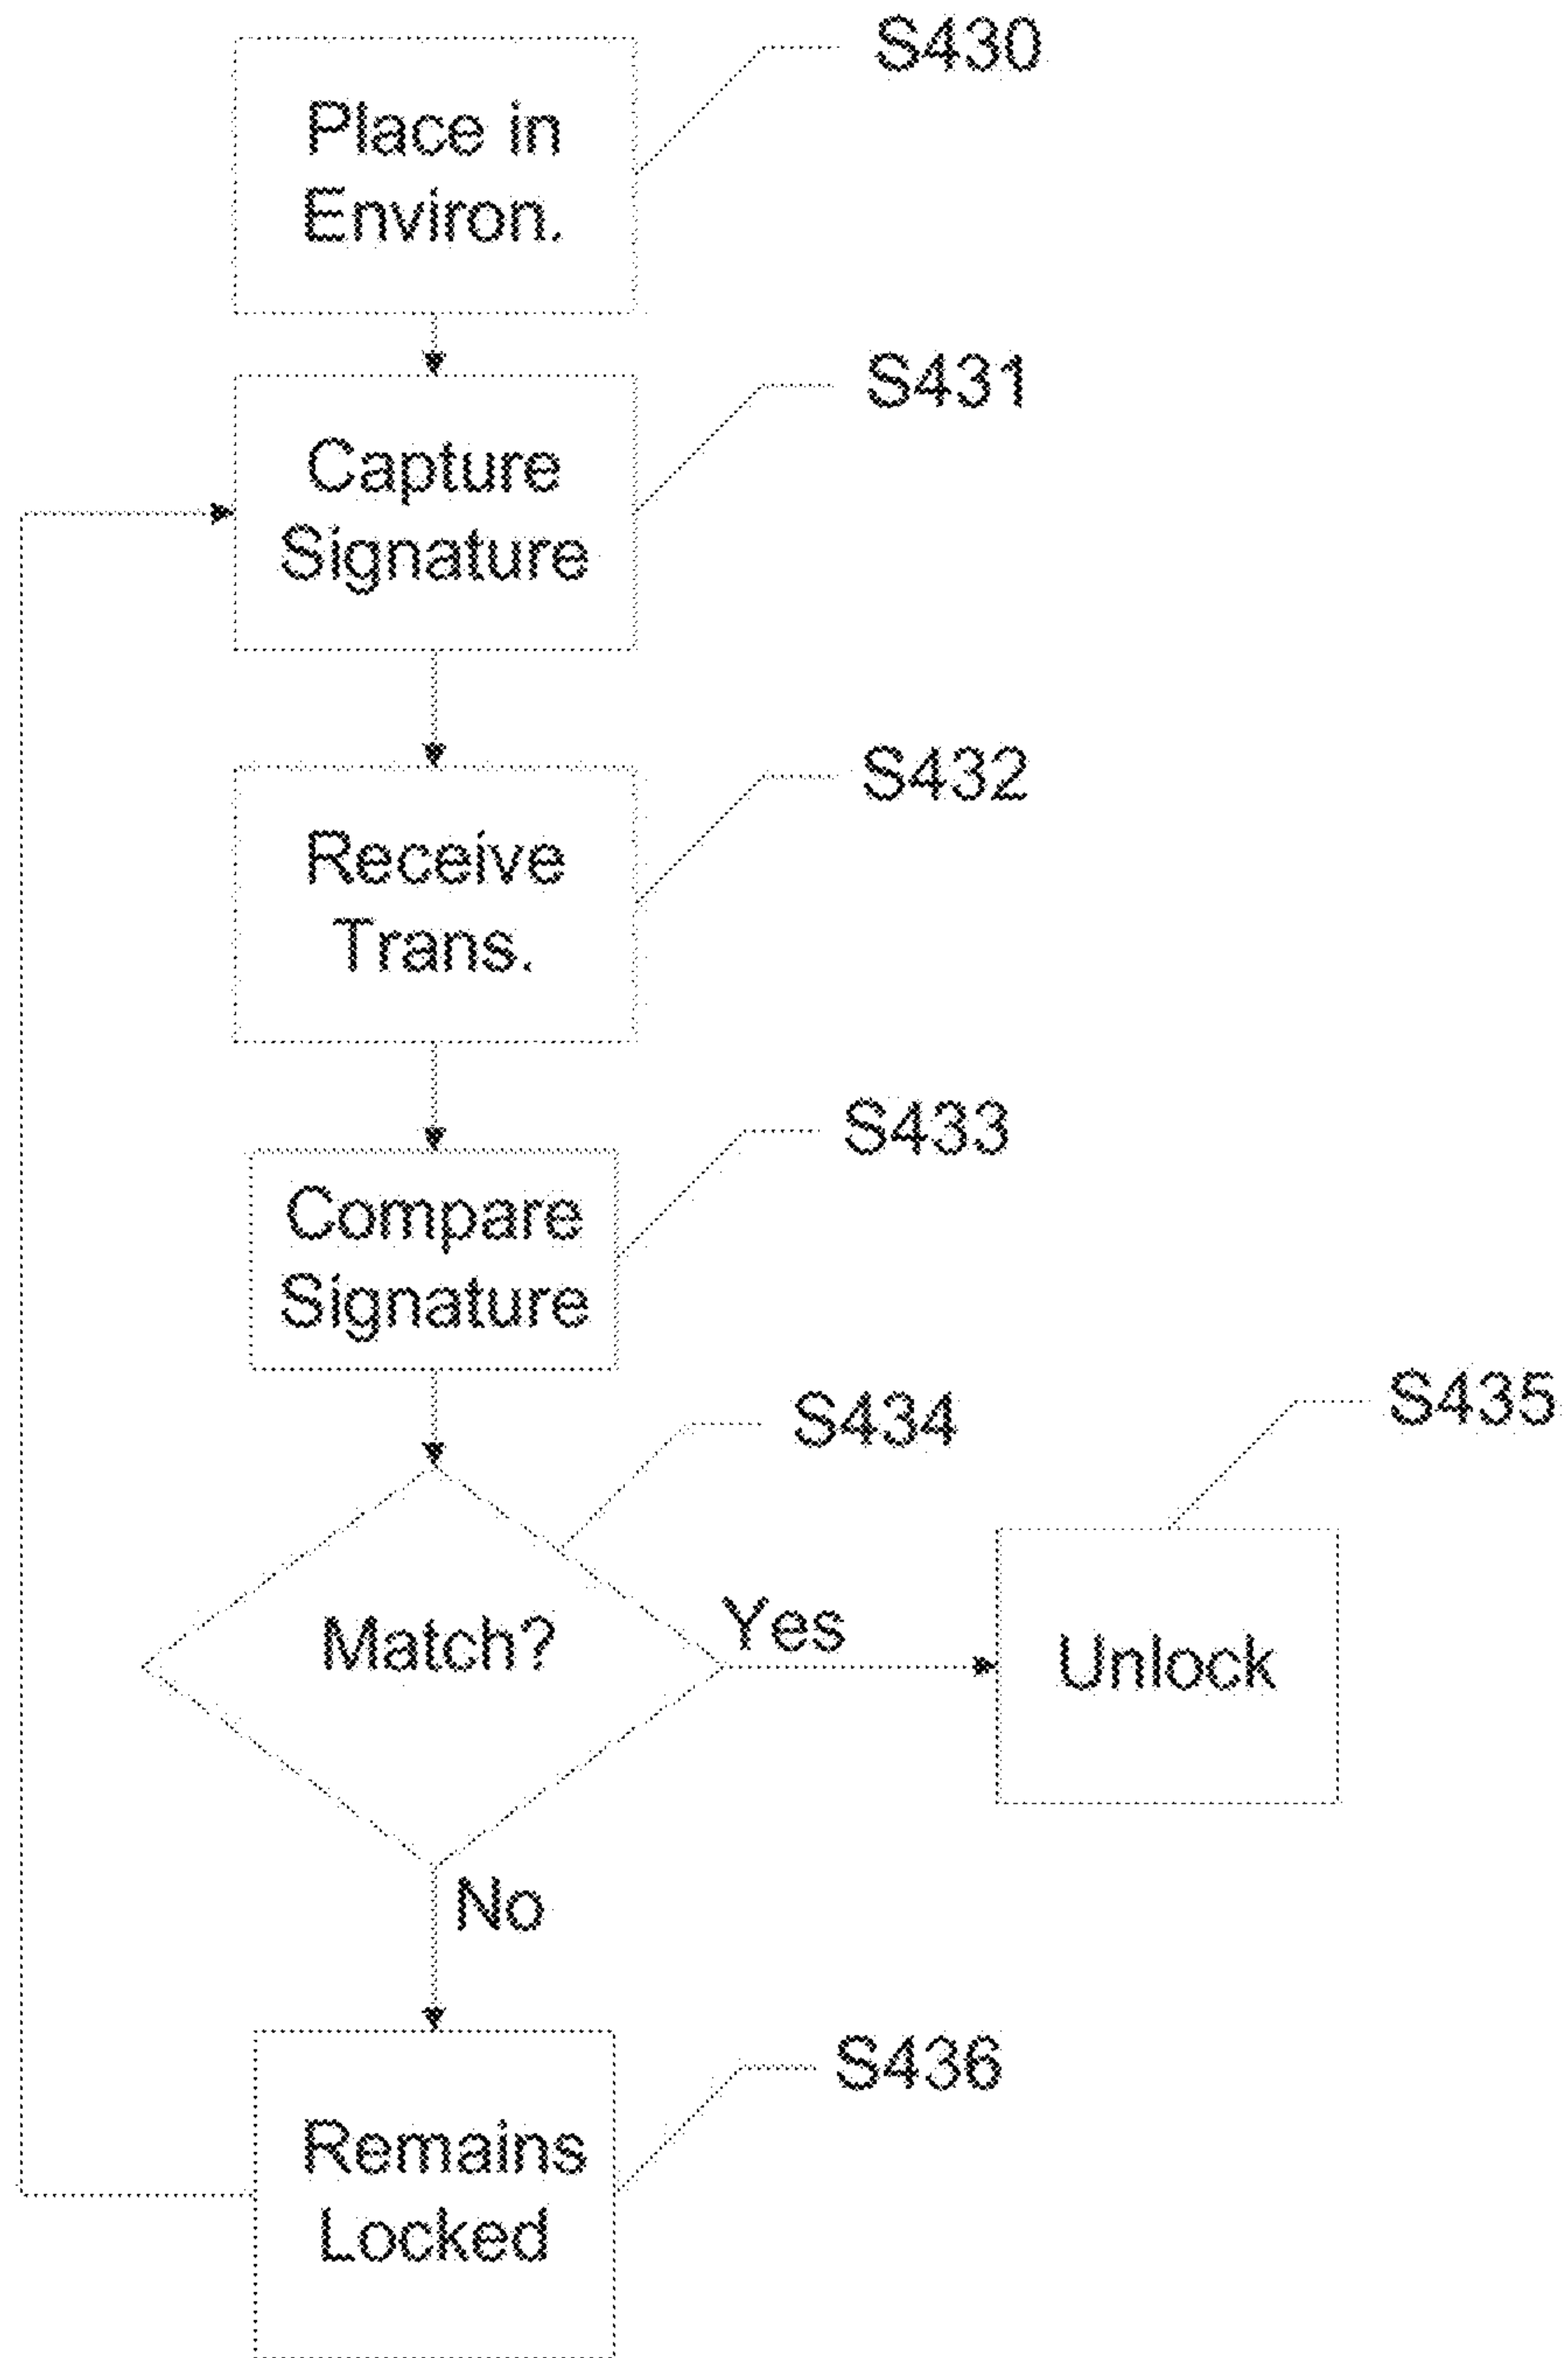 S430
Place in
Environ.
S431
Capture
Signature
S432
Receive
Trans.
S433
Compare
Signature
S434
S435
Match?
Yes
Unlock
No
S436
Remains
Locked